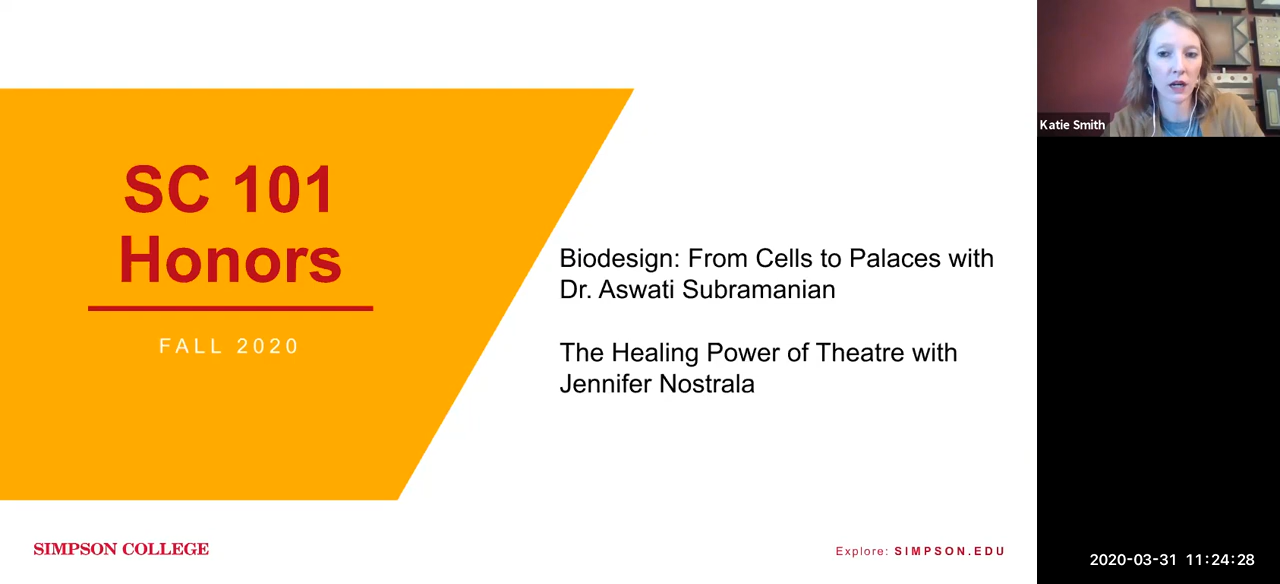 SC 101
Honors
FALL 2020
Biodesign: From Cells to Palaces with
Dr. Aswati Subramanian
The Healing Power of Theatre with
Jennifer Nostrala
SIMPSON COLLEGE
Explore: SIMPSON.EDU
Katie Smith
2020-03-31 11:24:28